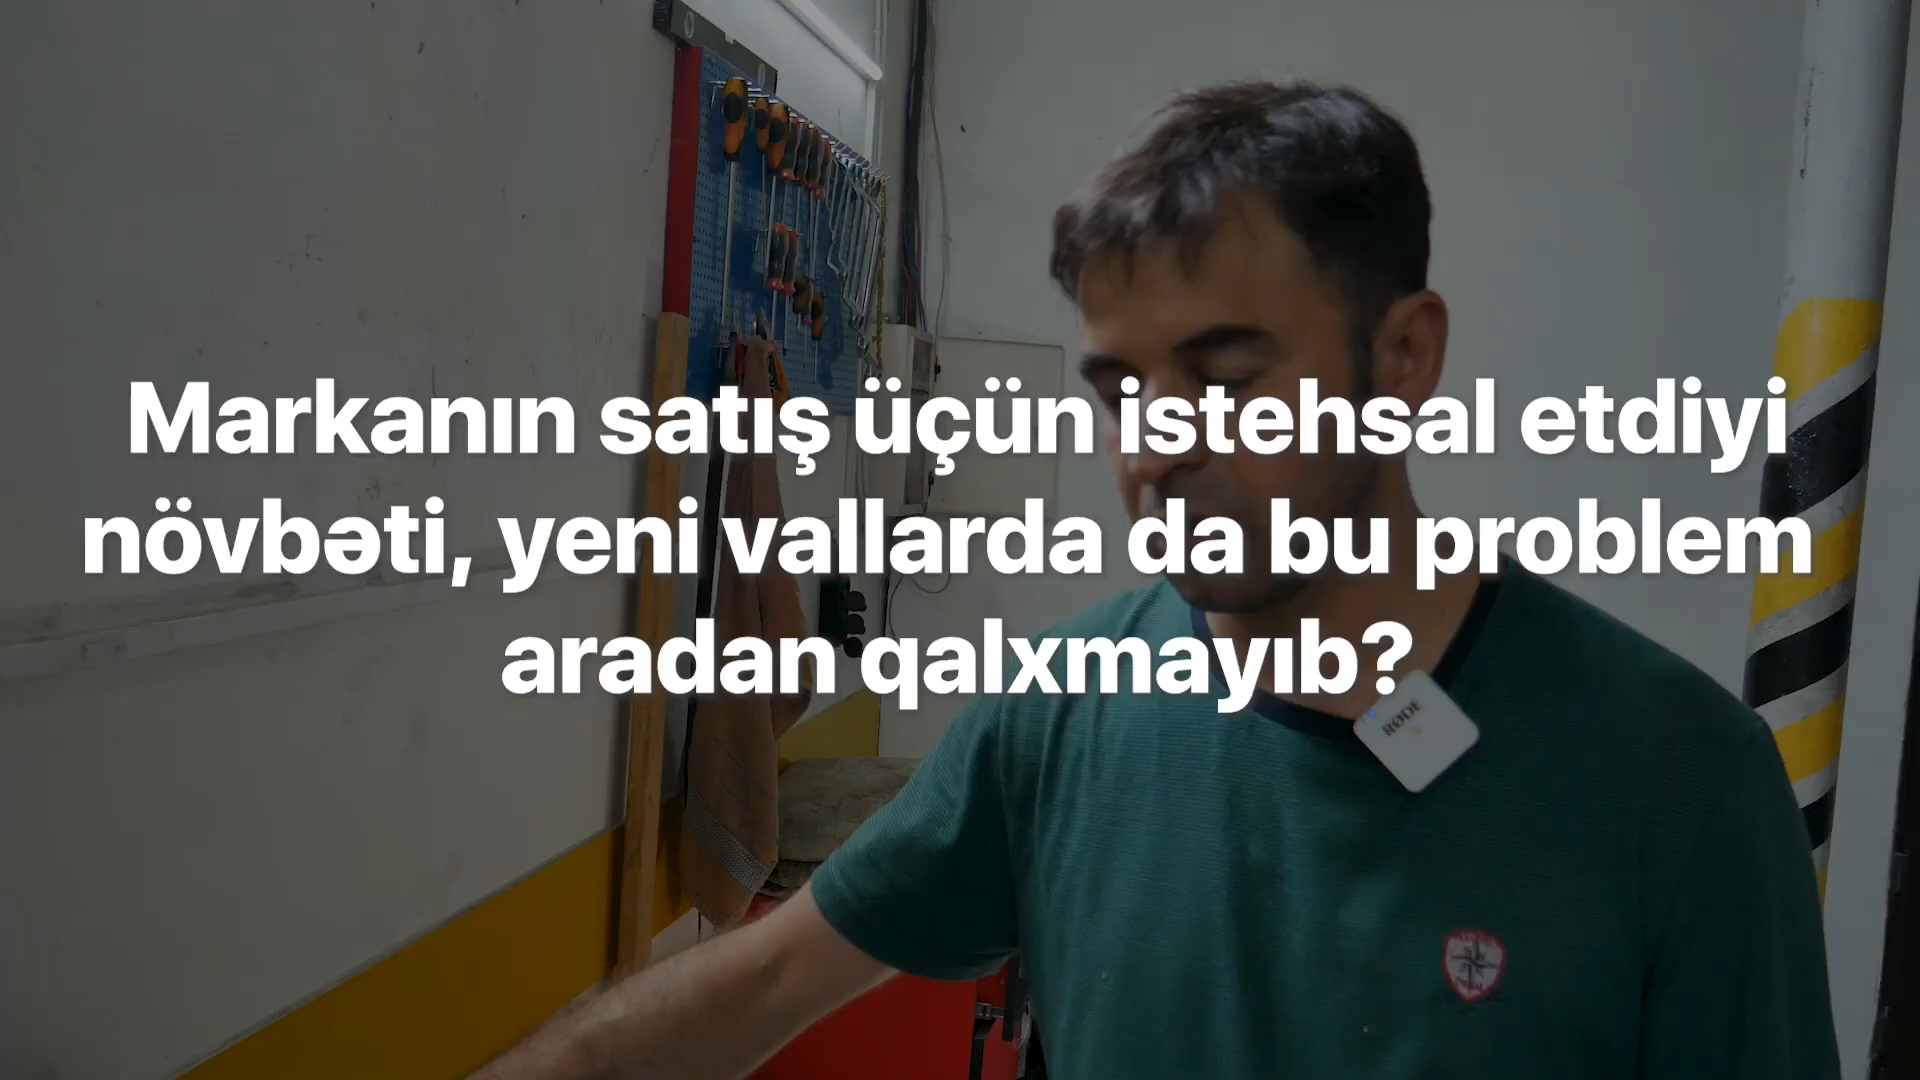 Markanın satış üçün istehsal etdiyi
növbəti, yeni vallarda da bu problem
aradan qalxmayıb?
RØDE